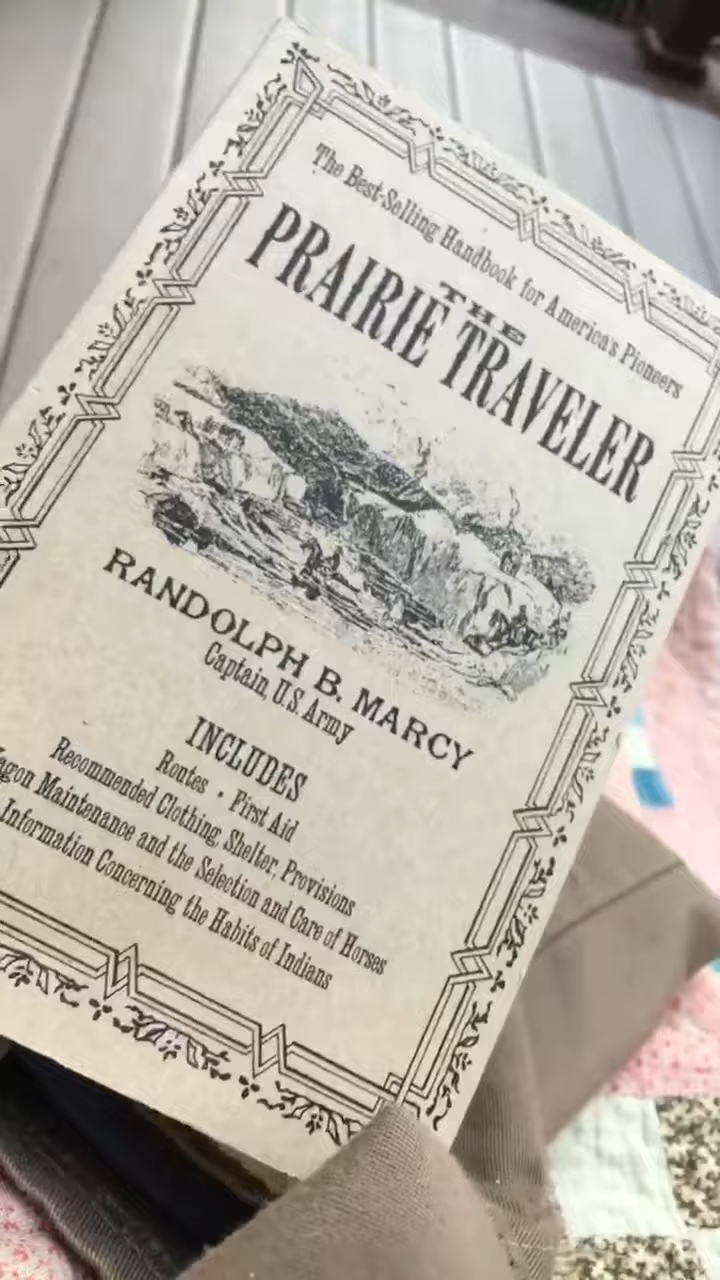 The Best-Selling Handbook for America's Pioneers
THE
PRAIRIE TRAVELER
RANDOLPH B. MARCY
Captain, U.S. Army
INCLUDES
Routes • First Aid
Recommended Clothing, Shelter, Provisions
Wagon Maintenance and the Selection and Care of Horses
Information Concerning the Habits of Indians